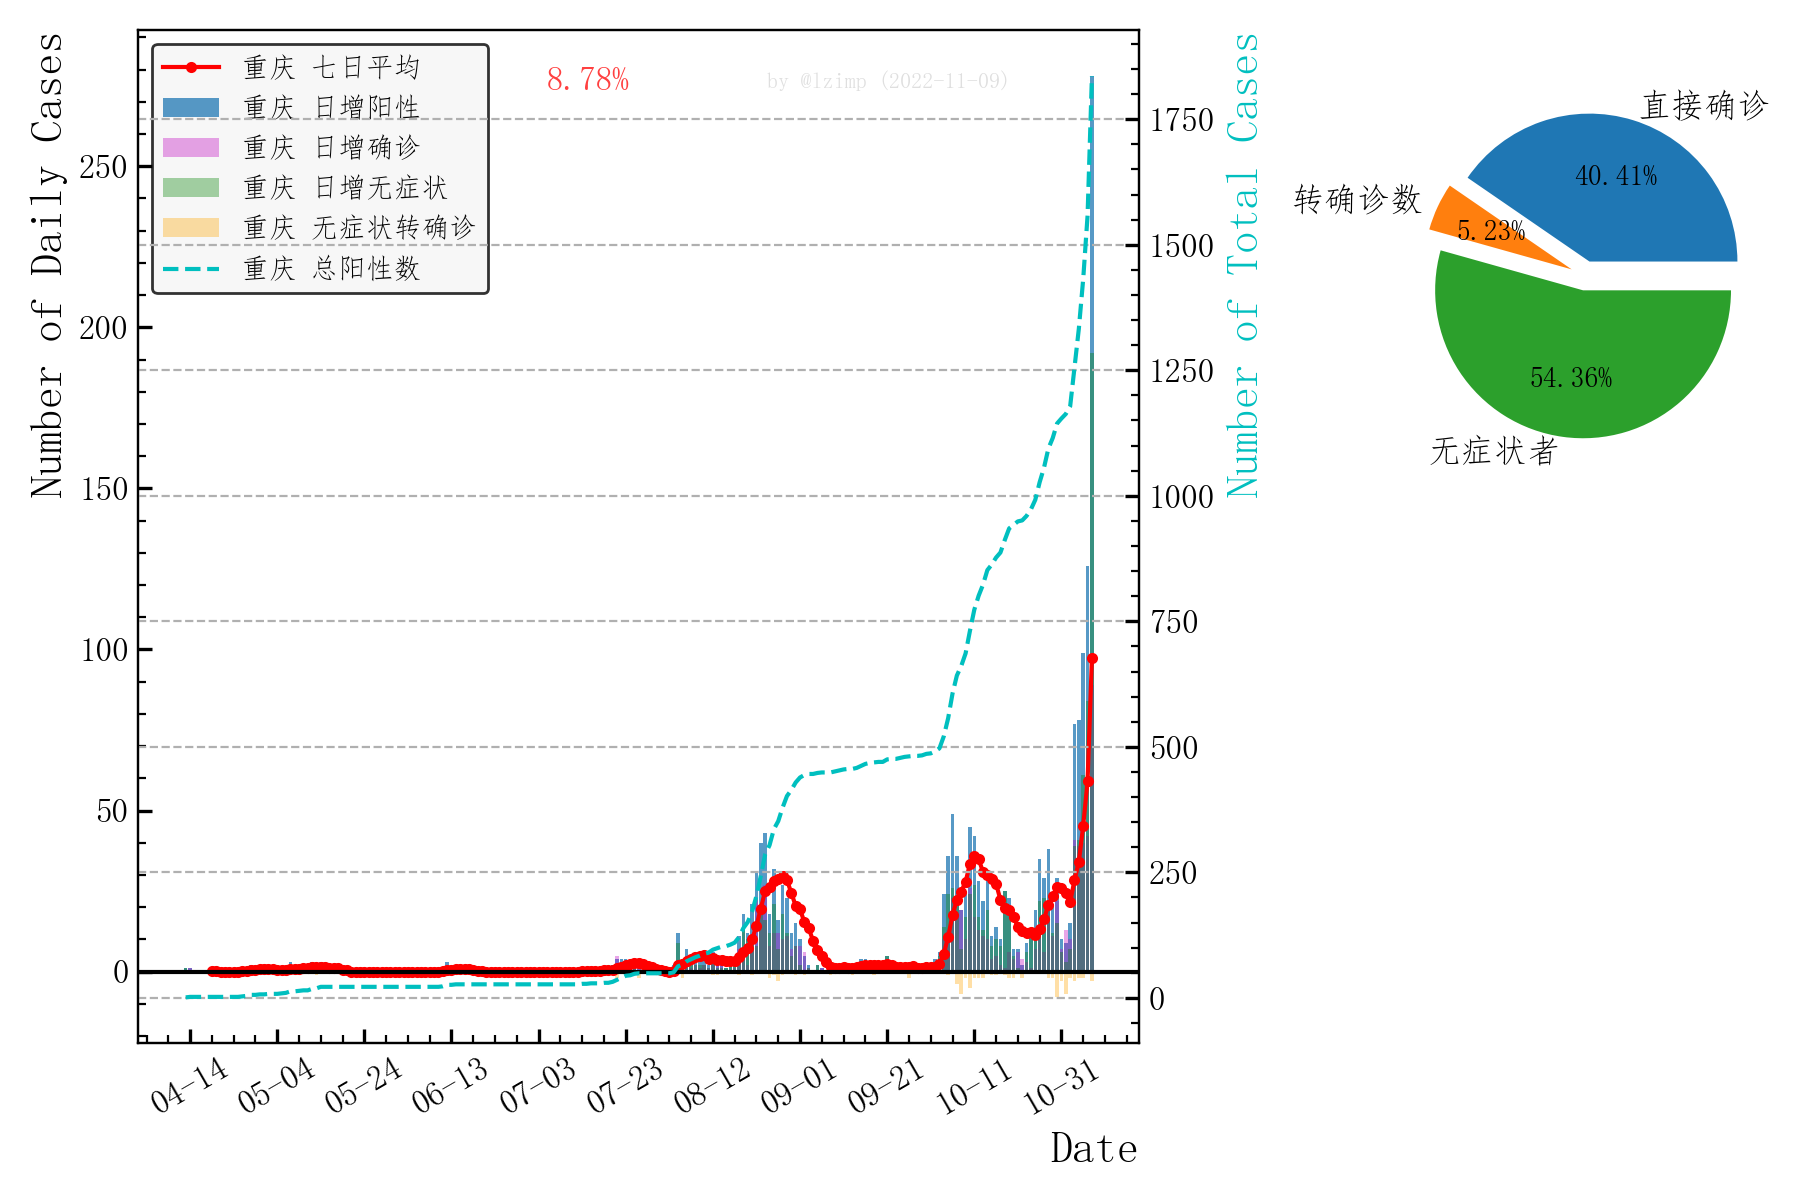 Number of Daily Cases
250
200
150
100
50
0
重庆 七日平均
重庆 日增阳性
重庆 日增确诊
重庆 日增无症状
重庆 无症状转确诊
重庆 总阳性数
8.78%
by @lzimp (2022-11-09)
1750
1500
1250
1000
750
500
250
0
Number of Total Cases
04-14
05-04
05-24
06-13
07-03
07-23
08-12
09-01
09-21
10-11
10-31
Date
直接确诊
40.41%
转确诊数
5.23%
54.36%
无症状者